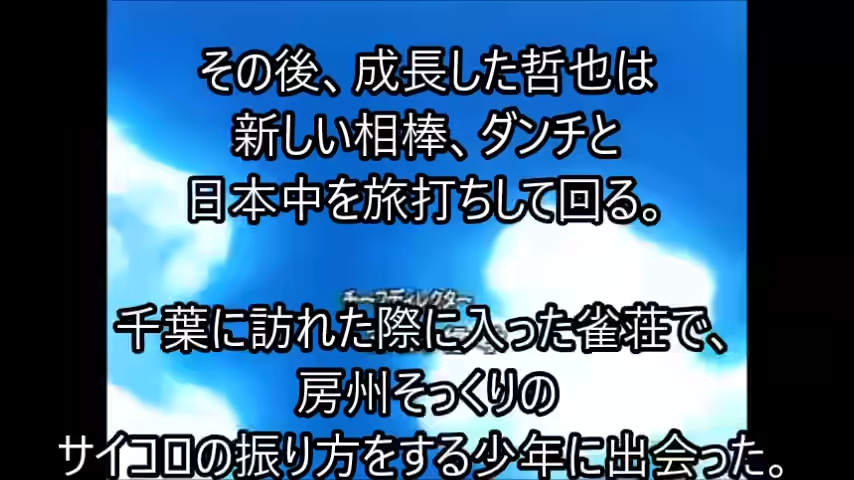 その後、成長した哲也は
新しい相棒、ダンチと
日本中を旅打ちして回る。
チーフディレクター
千葉に訪れた際に入った雀荘で、
房州そっくりの
サイコロの振り方をする少年に出会った。